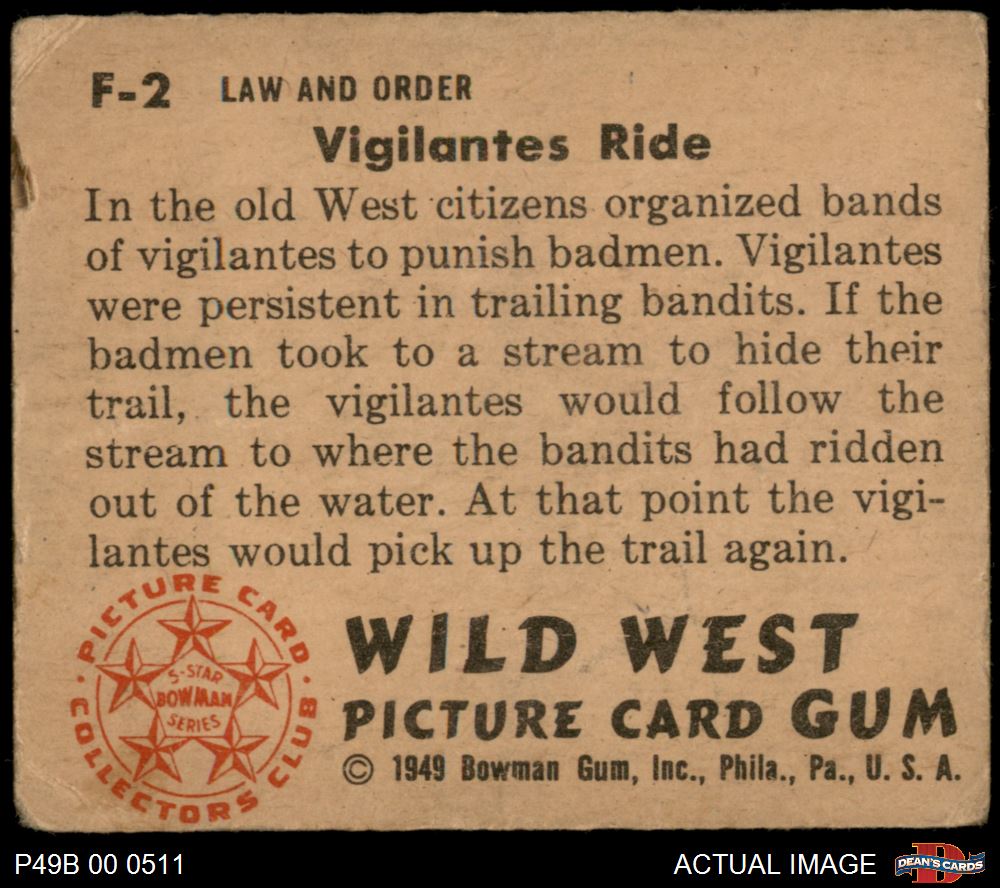 F-2 LAW AND ORDER
Vigilantes Ride
In the old West citizens organized bands
of vigilantes to punish badmen. Vigilantes
were persistent in trailing bandits. If the
badmen took to a stream to hide their
trail, the vigilantes would follow the
stream to where the bandits had ridden
out of the water. At that point the vigi-
lantes would pick up the trail again.
PICTURE CARD
COLLECTORS CLUB
5-STAR
BOWMAN
SERIES
WILD WEST
PICTURE CARD GUM
© 1949 Bowman Gum, Inc., Phila., Pa., U. S. A.
P49B 00 0511
ACTUAL IMAGE
D
DEAN'S CARDS